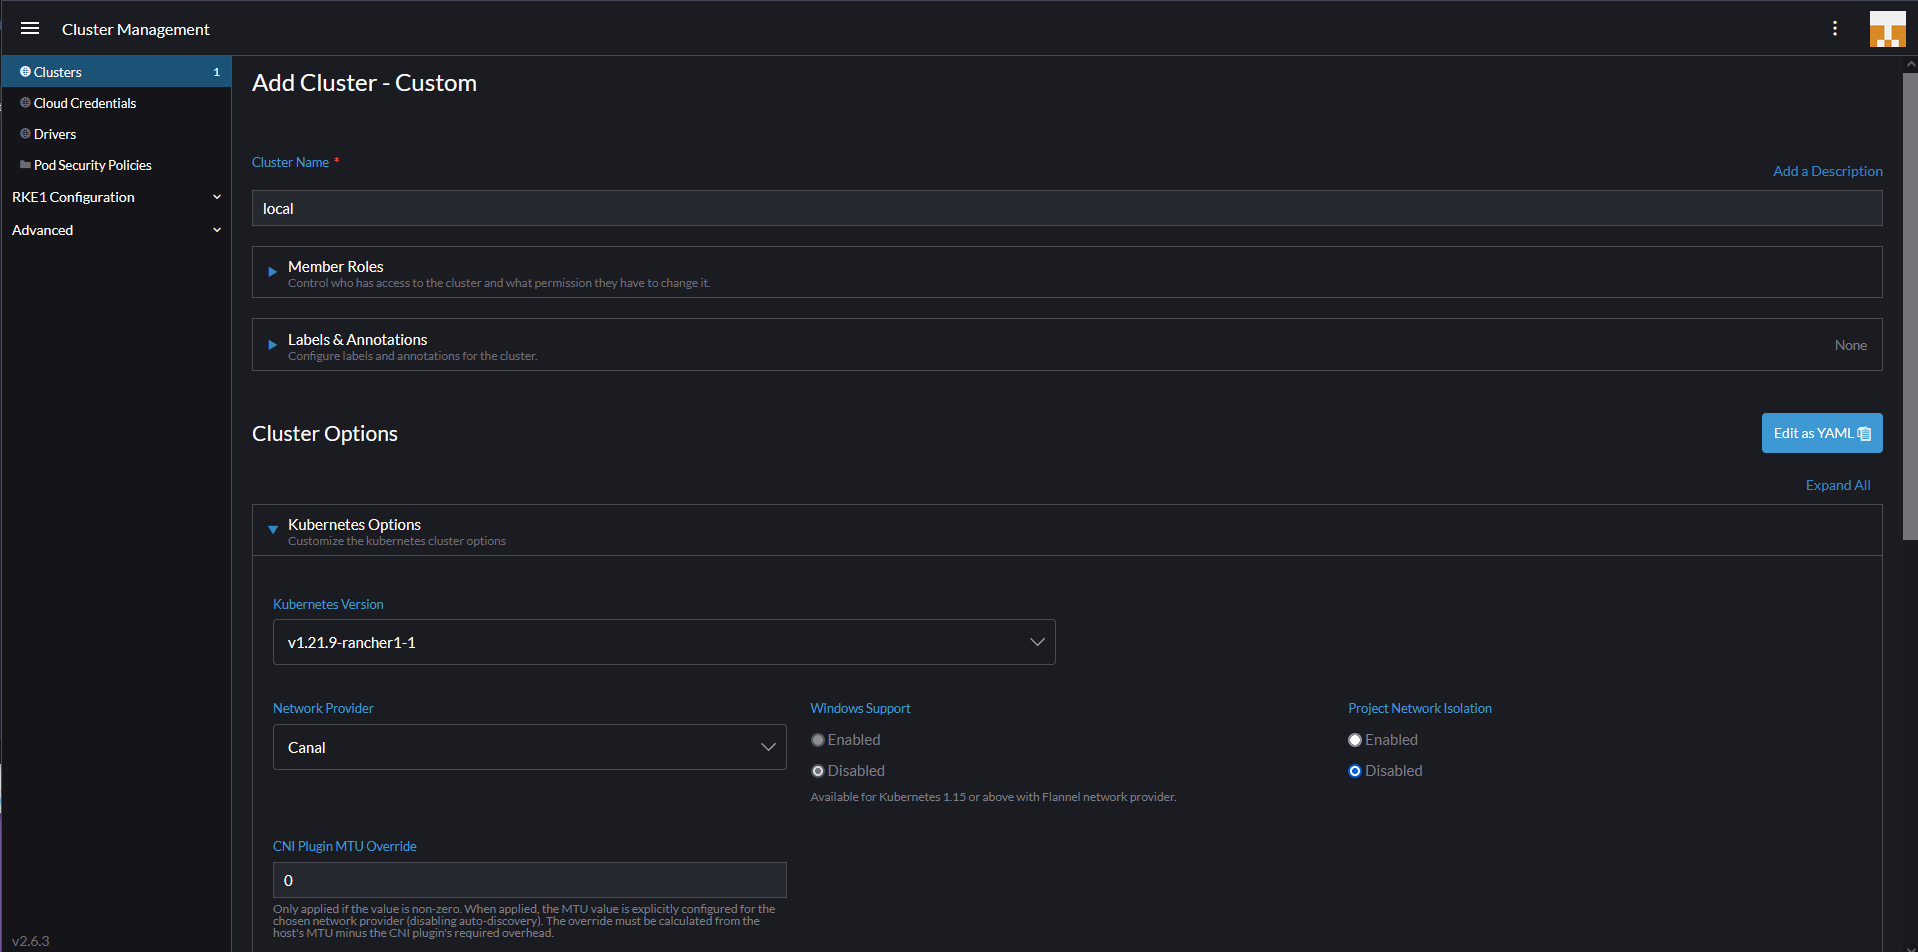 Cluster Management
Clusters 1
Cloud Credentials
Drivers
Pod Security Policies
RKE1 Configuration
Advanced
v2.6.3
Add Cluster - Custom
Cluster Name *
Add a Description
local
Member Roles
Control who has access to the cluster and what permission they have to change it.
Labels & Annotations
Configure labels and annotations for the cluster.
None
Cluster Options
Edit as YAML
Expand All
Kubernetes Options
Customize the kubernetes cluster options
Kubernetes Version
v1.21.9-rancher1-1
Network Provider
Canal
Windows Support
Enabled
Disabled
Available for Kubernetes 1.15 or above with Flannel network provider.
Project Network Isolation
Enabled
Disabled
CNI Plugin MTU Override
0
Only applied if the value is non-zero. When applied, the MTU value is explicitly configured for the
chosen network provider (disabling auto-discovery). The override must be calculated from the
host's MTU minus the CNI plugin's required overhead.